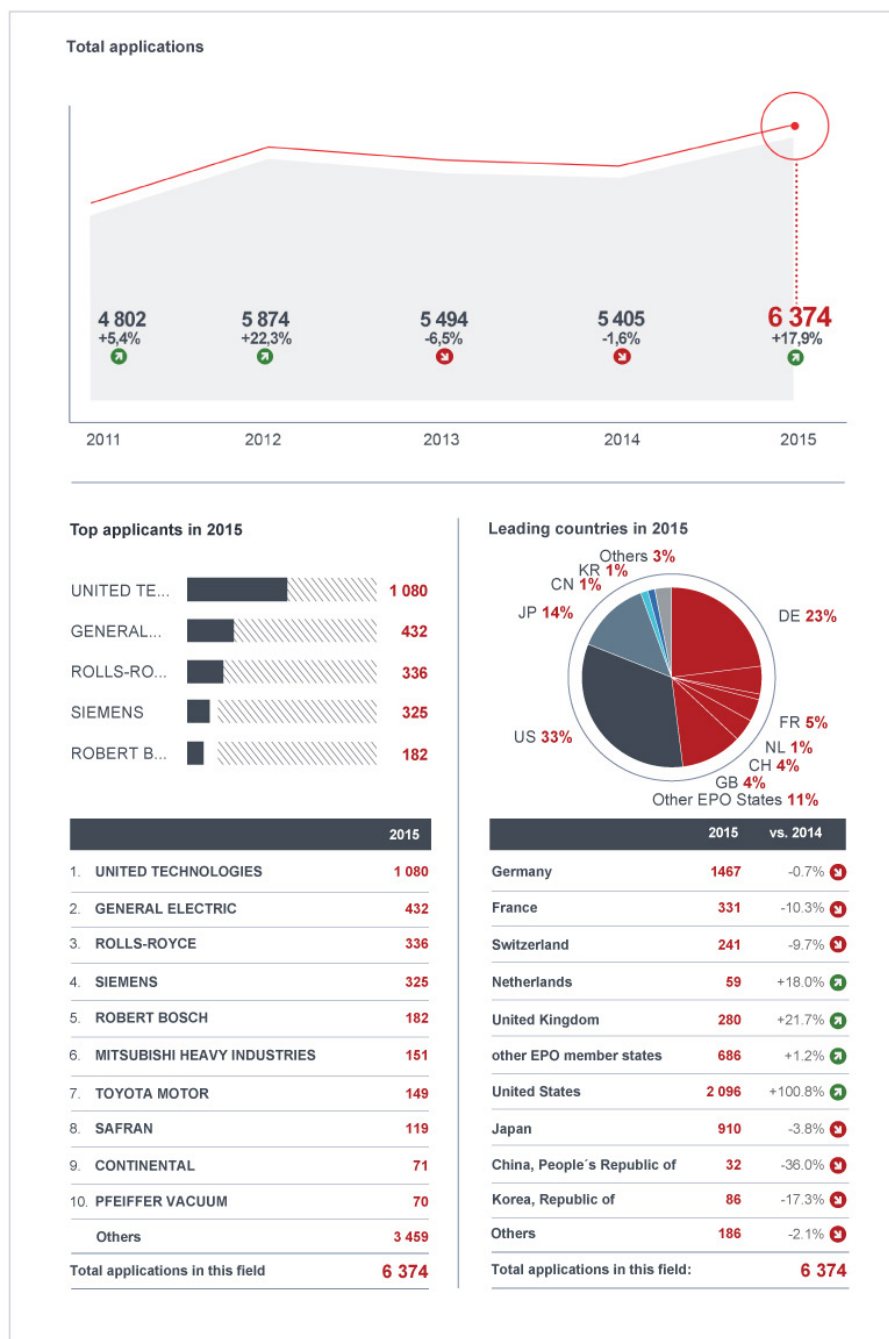 Total applications
4 802
+5,4%
5 874
+22,3%
5 494
-6,5%
5 405
-1,6%
6 374
+17,9%
2011
2012
2013
2014
2015
Top applicants in 2015
UNITED TE... 1 080
GENERAL... 432
ROLLS-RO... 336
SIEMENS 325
ROBERT B... 182
2015
1. UNITED TECHNOLOGIES 1 080
2. GENERAL ELECTRIC 432
3. ROLLS-ROYCE 336
4. SIEMENS 325
5. ROBERT BOSCH 182
6. MITSUBISHI HEAVY INDUSTRIES 151
7. TOYOTA MOTOR 149
8. SAFRAN 119
9. CONTINENTAL 71
10. PFEIFFER VACUUM 70
Others 3 459
Total applications in this field 6 374
Leading countries in 2015
Others 3%
KR 1%
CN 1%
JP 14%
DE 23%
US 33%
FR 5%
NL 1%
CH 4%
GB 4%
Other EPO States 11%
2015 vs. 2014
Germany 1467 -0.7%
France 331 -10.3%
Switzerland 241 -9.7%
Netherlands 59 +18.0%
United Kingdom 280 +21.7%
other EPO member states 686 +1.2%
United States 2 096 +100.8%
Japan 910 -3.8%
China, People´s Republic of 32 -36.0%
Korea, Republic of 86 -17.3%
Others 186 -2.1%
Total applications in this field: 6 374